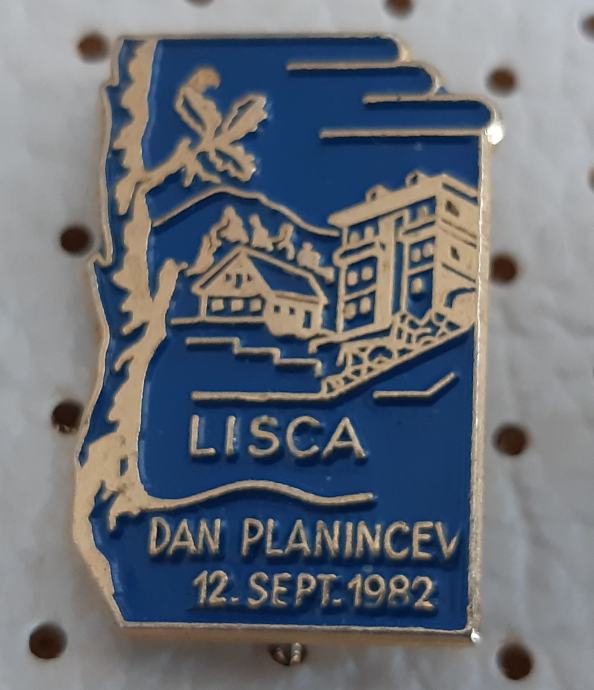 LISCA
DAN PLANINCEV
12. SEPT. 1982